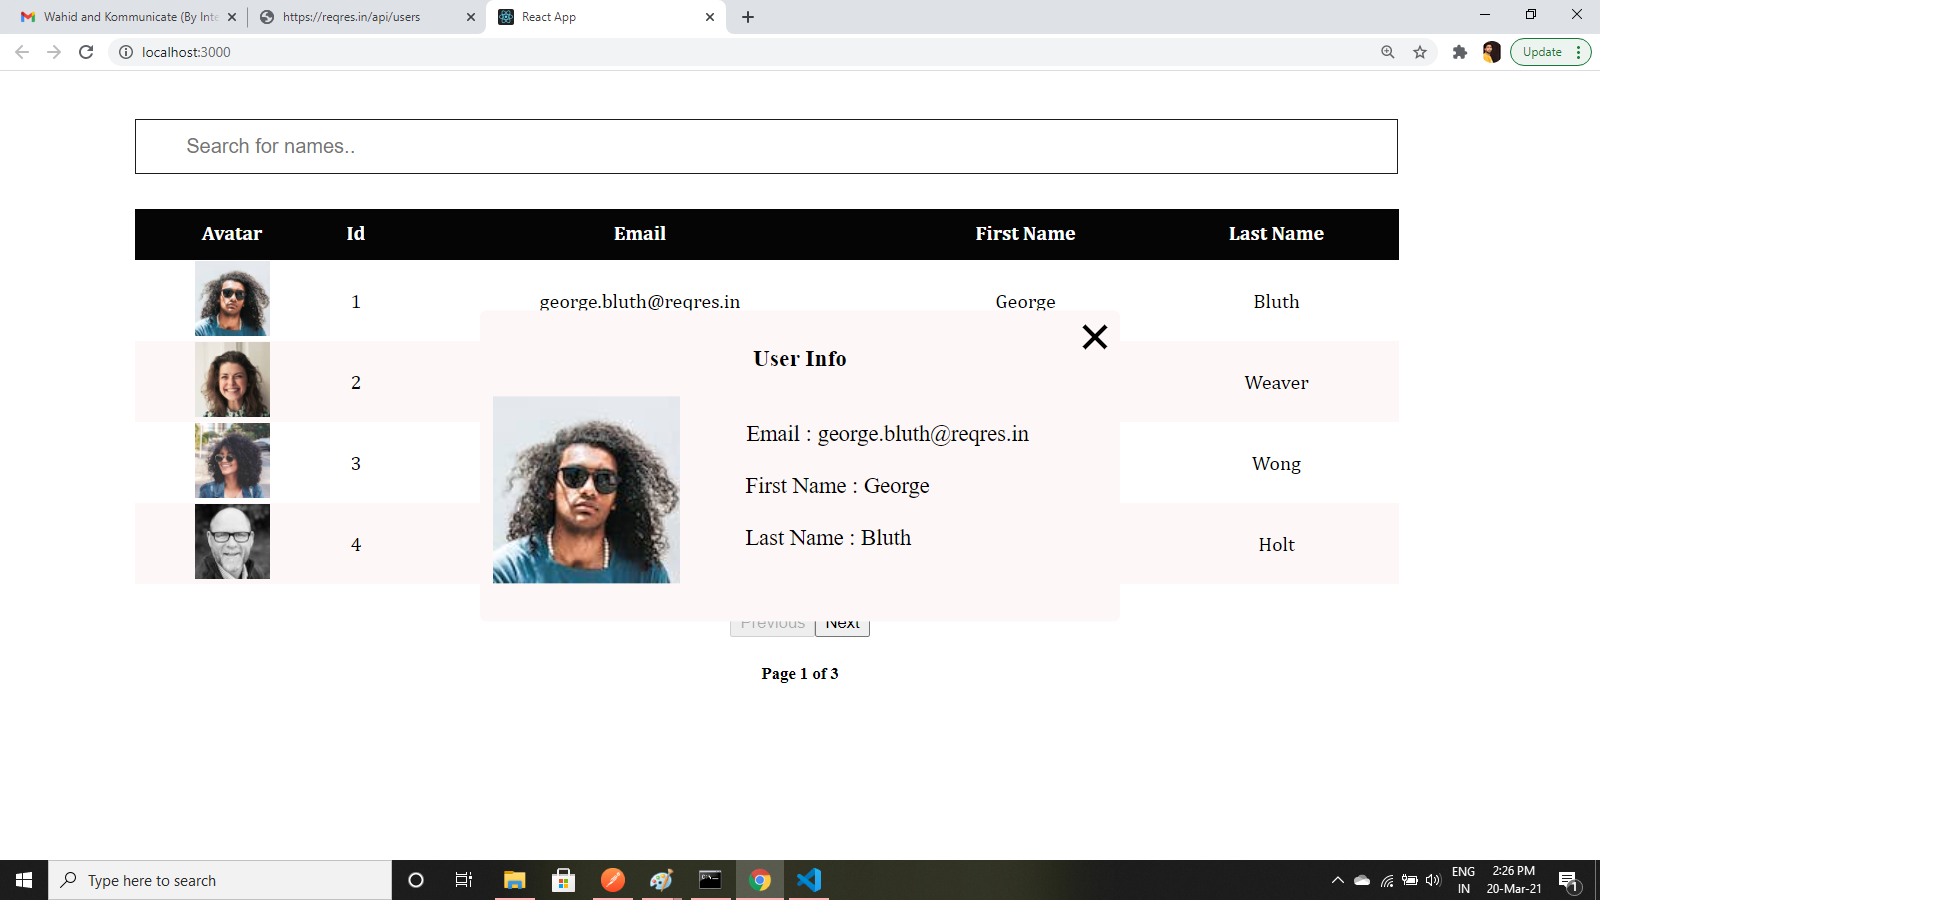 Wahid and Kommunicate (By Inte
https://reqres.in/api/users
React App
localhost:3000
Update
Search for names..
Avatar Id Email First Name Last Name
1 george.bluth@reqres.in George Bluth
User Info
2 Weaver
Email : george.bluth@reqres.in
3 Wong
First Name : George
Last Name : Bluth
4 Holt
Previous Next
Page 1 of 3
Type here to search
ENG
IN
2:26 PM
20-Mar-21
1